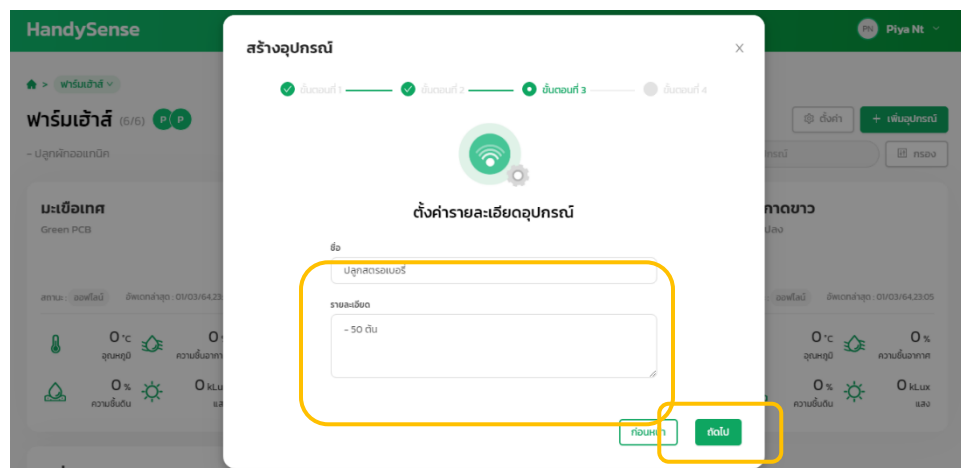 HandySense
PN Piya Nt
สร้างอุปกรณ์
ขั้นตอนที่ 1
ขั้นตอนที่ 2
ขั้นตอนที่ 3
ขั้นตอนที่ 4
> ฟาร์มเฮ้าส์
ฟาร์มเฮ้าส์ (6/6) P P
ตั้งค่า
+ เพิ่มอุปกรณ์
- ปลูกผักออแกนิค
กรอง
ตั้งค่ารายละเอียดอุปกรณ์
มะเขือเทศ
Green PCB
กาดขาว
ปลง
ชื่อ
ปลูกสตรอเบอรี่
รายละเอียด
- 50 ต้น
สถานะ : ออฟไลน์ อัพเดทล่าสุด : 01/03/64,23
ออฟไลน์ อัพเดทล่าสุด : 01/03/64,23:05
0 °C
อุณหภูมิ
0
ความชื้นอากา
0 %
ความชื้นดิน
0 kLu
แส
0 °C
อุณหภูมิ
0 %
ความชื้นอากาศ
0 %
ความชื้นดิน
0 kLux
แสง
ก่อนหน้า
ถัดไป